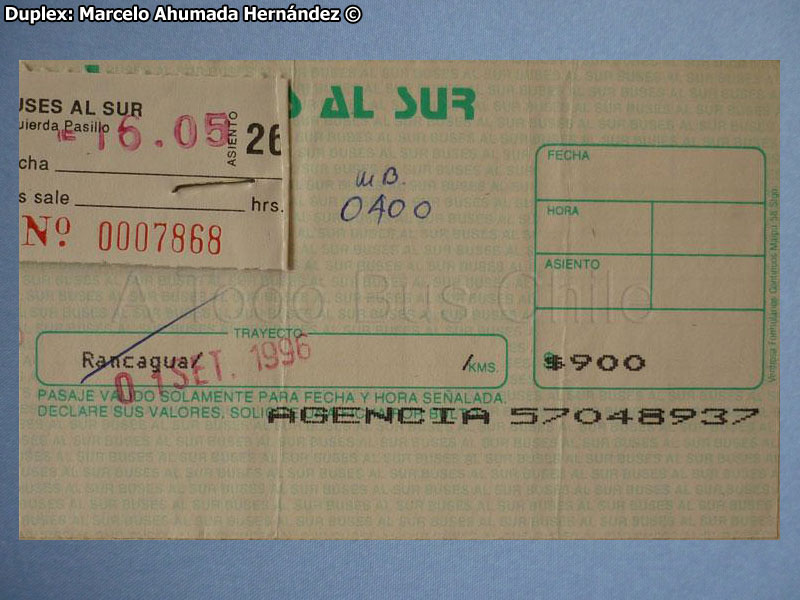 Duplex: Marcelo Ahumada Hernández ©
AL SUR
BUSES AL SUR
uierda Pasillo
16.05
ASIENTO 26
cha
s sale hrs.
Nº 0007868
W B.
0400
FECHA
HORA
ASIENTO
$900
A Todo Bus Chile
TRAYECTO
Rancagua/ /KMS.
01 SET. 1996
PASAJE VALIDO SOLAMENTE PARA FECHA Y HORA SEÑALADA.
DECLARE SUS VALORES,
AGENCIA 57048937